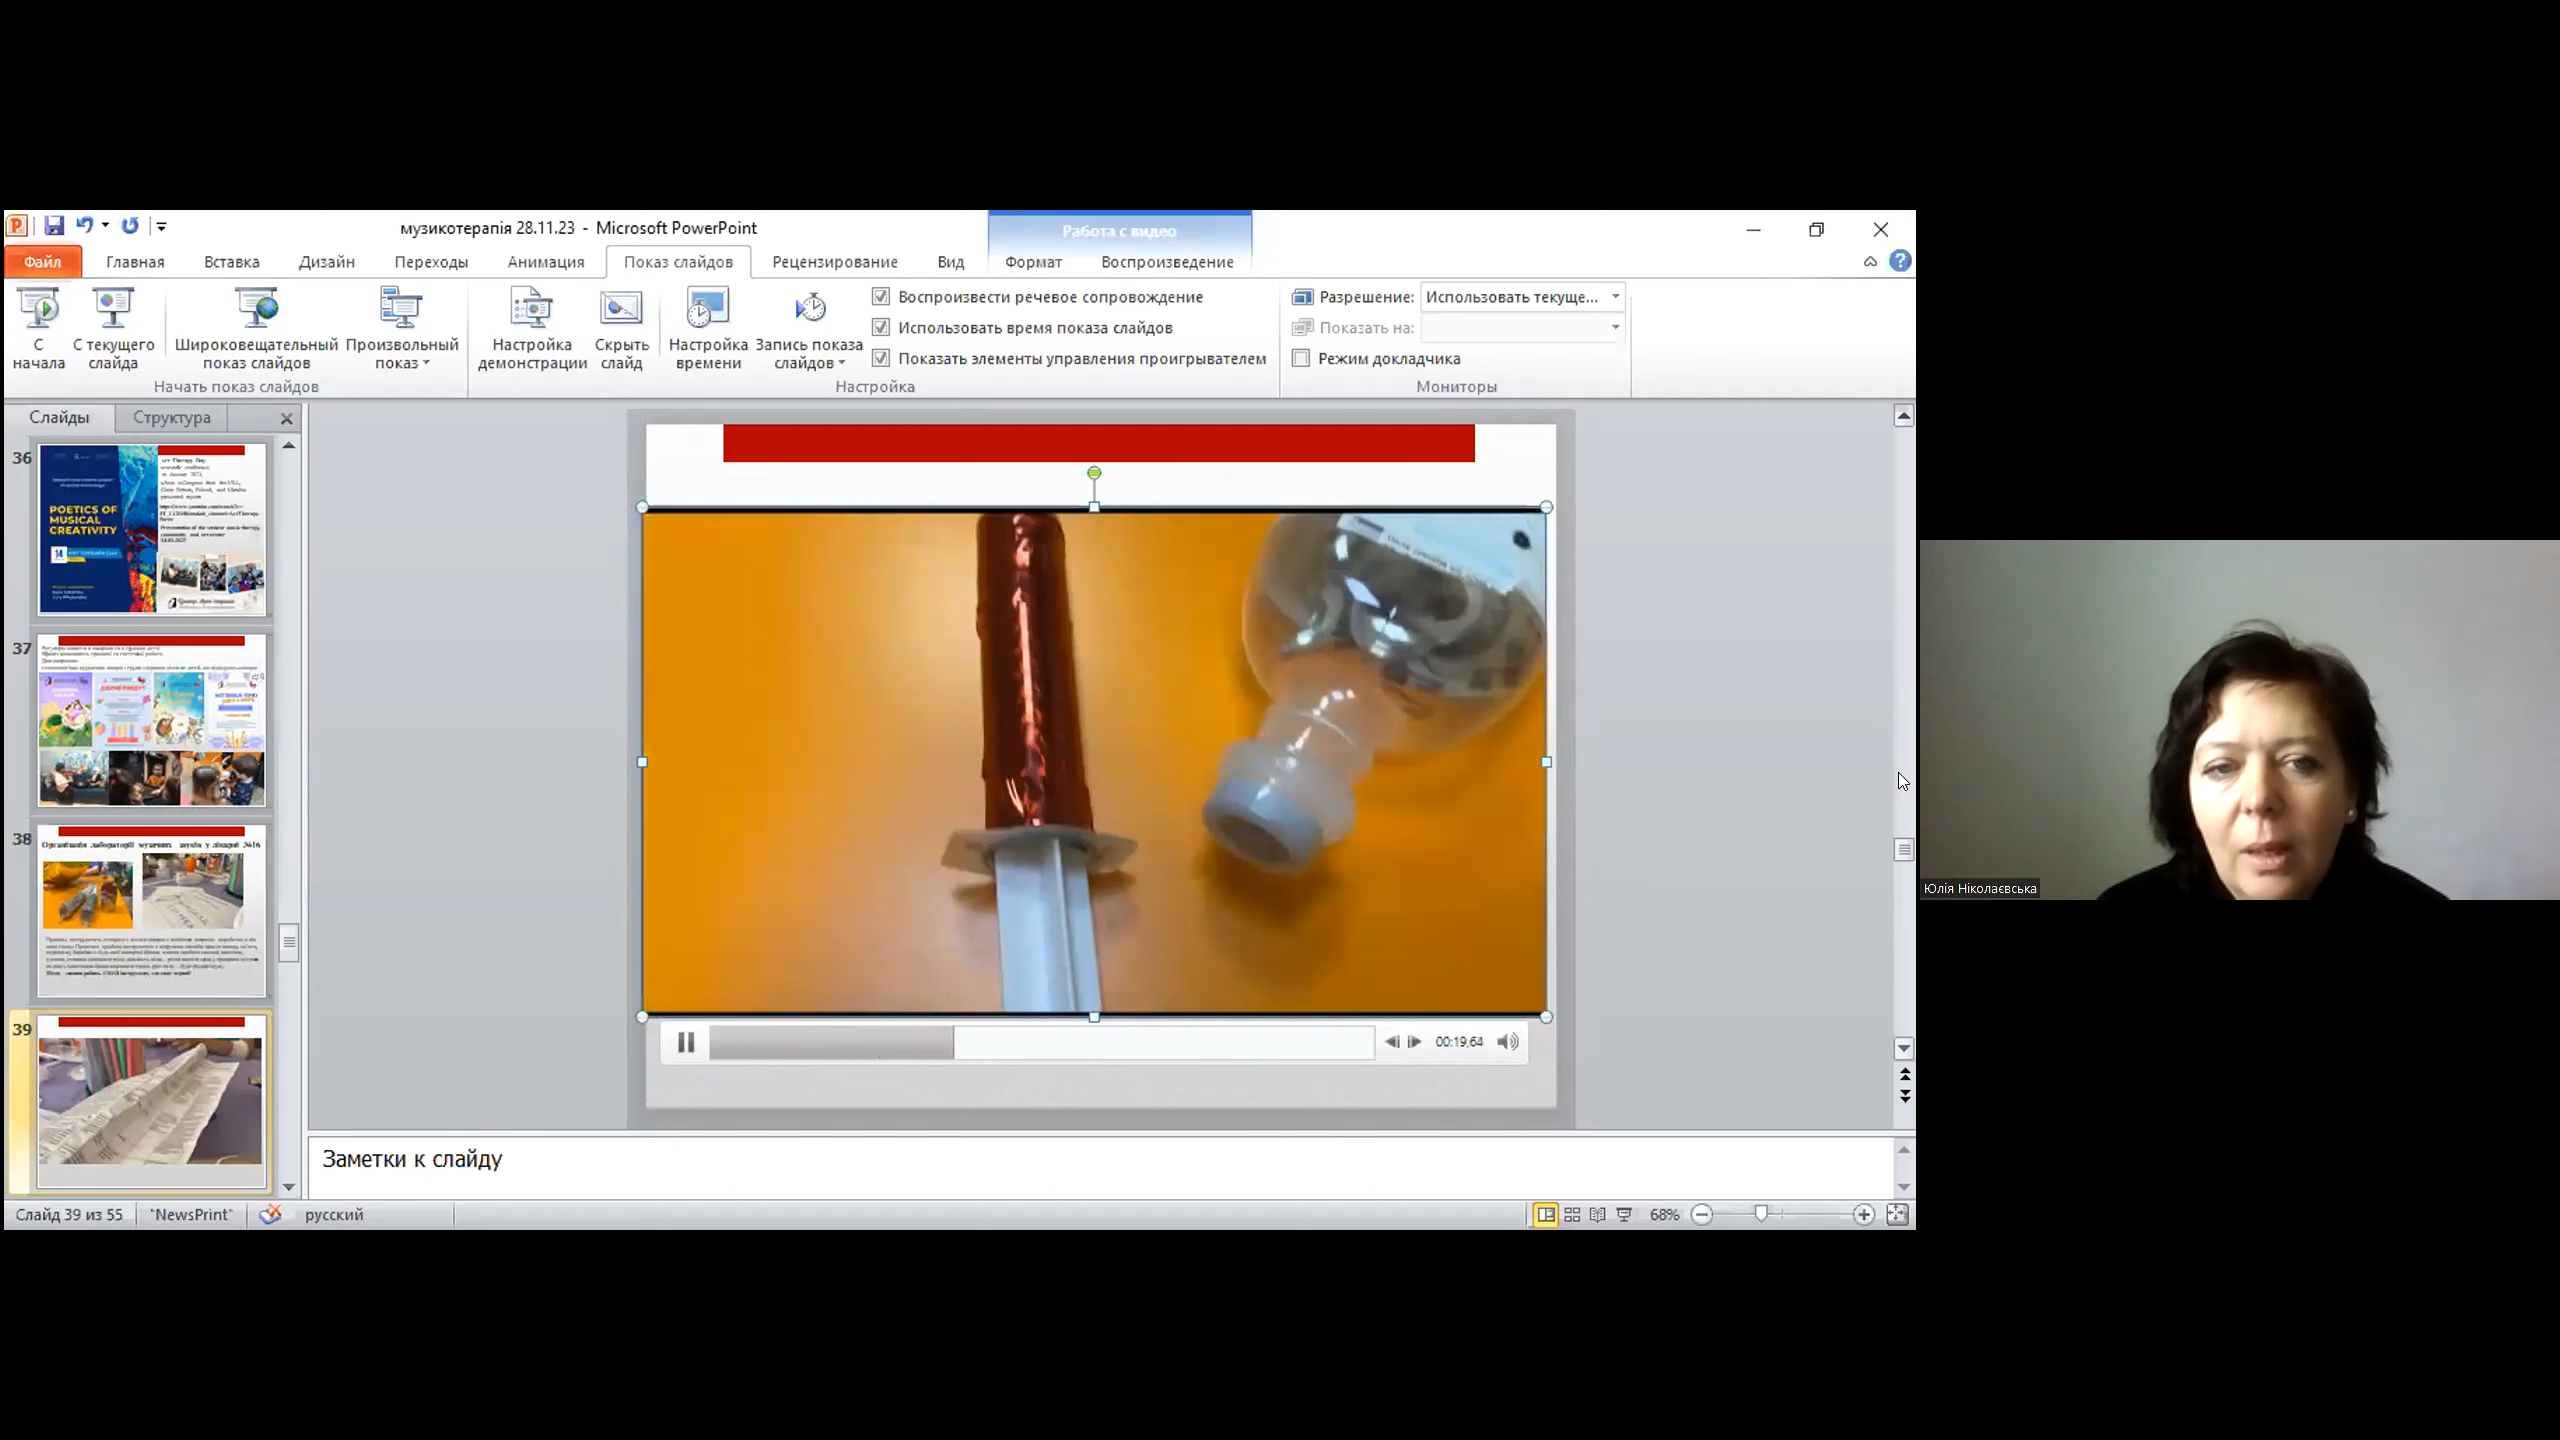 музикотерапія 28.11.23 - Microsoft PowerPoint
Работа с видео
Файл
Главная
Вставка
Дизайн
Переходы
Анимация
Показ слайдов
Рецензирование
Вид
Формат
Воспроизведение
С начала
С текущего слайда
Широковещательный показ слайдов
Произвольный показ
Начать показ слайдов
Настройка демонстрации
Скрыть слайд
Настройка времени
Запись показа слайдов
Воспроизвести речевое сопровождение
Использовать время показа слайдов
Показать элементы управления проигрывателем
Настройка
Разрешение: Использовать текуще...
Показать на:
Режим докладчика
Мониторы
Слайды
Структура
36
POETICS OF
MUSICAL
CREATIVITY
37
38
39
00:19,64
Юлія Ніколаєвська
Заметки к слайду
Слайд 39 из 55
"NewsPrint"
русский
68%